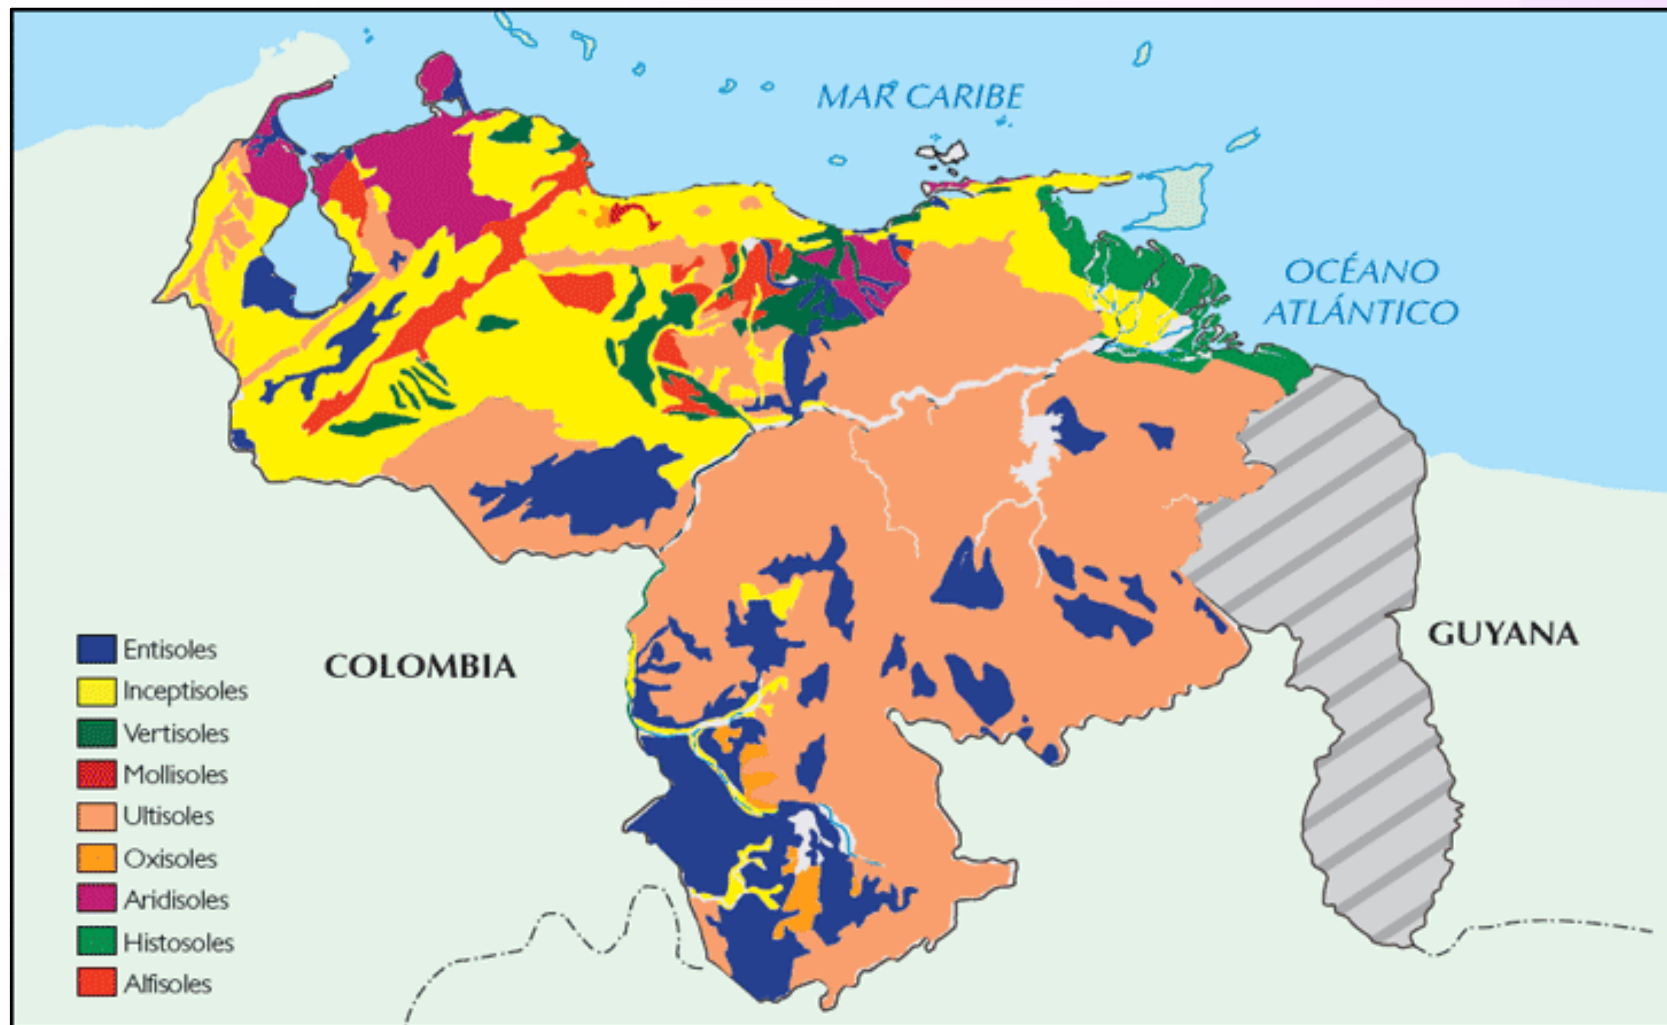 MAR CARIBE
OCÉANO
ATLÁNTICO
COLOMBIA
GUYANA
Entisoles
Inceptisoles
Vertisoles
Mollisoles
Ultisoles
Oxisoles
Aridisoles
Histosoles
Alfisoles